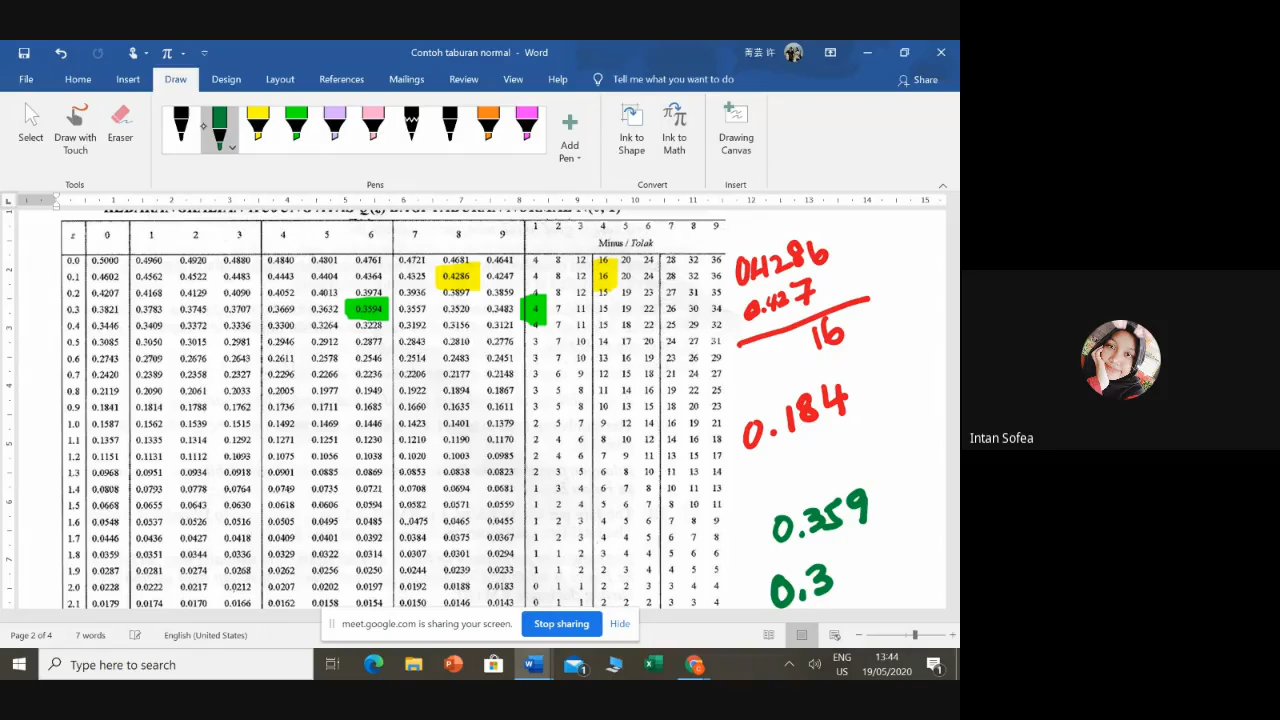 Contoh taburan normal - Word
菁芸 许
File Home Insert Draw Design Layout References Mailings Review View Help Tell me what you want to do Share
Select Draw with Touch Eraser Add Pen Ink to Shape Ink to Math Drawing Canvas
Tools Pens Convert Insert
1 1 2 3 4 5 6 7 8 9 10 11 12 13 14 15
z 0 1 2 3 4 5 6 7 8 9 1 2 3 4 5 6 7 8 9
Minus / Tolak
0.0 0.5000 0.4960 0.4920 0.4880 0.4840 0.4801 0.4761 0.4721 0.4681 0.4641 4 8 12 16 20 24 28 32 36
0.1 0.4602 0.4562 0.4522 0.4483 0.4443 0.4404 0.4364 0.4325 0.4286 0.4247 4 8 12 16 20 24 28 32 36
0.2 0.4207 0.4168 0.4129 0.4090 0.4052 0.4013 0.3974 0.3936 0.3897 0.3859 4 8 12 15 19 23 27 31 35
0.3 0.3821 0.3783 0.3745 0.3707 0.3669 0.3632 0.3594 0.3557 0.3520 0.3483 4 7 11 15 19 22 26 30 34
0.4 0.3446 0.3409 0.3372 0.3336 0.3300 0.3264 0.3228 0.3192 0.3156 0.3121 4 7 11 15 18 22 25 29 32
0.5 0.3085 0.3050 0.3015 0.2981 0.2946 0.2912 0.2877 0.2843 0.2810 0.2776 3 7 10 14 17 20 24 27 31
0.6 0.2743 0.2709 0.2676 0.2643 0.2611 0.2578 0.2546 0.2514 0.2483 0.2451 3 7 10 13 16 19 23 26 29
0.7 0.2420 0.2389 0.2358 0.2327 0.2296 0.2266 0.2236 0.2206 0.2177 0.2148 3 6 9 12 15 18 21 24 27
0.8 0.2119 0.2090 0.2061 0.2033 0.2005 0.1977 0.1949 0.1922 0.1894 0.1867 3 5 8 11 14 16 19 22 25
0.9 0.1841 0.1814 0.1788 0.1762 0.1736 0.1711 0.1685 0.1660 0.1635 0.1611 3 5 8 10 13 15 18 20 23
1.0 0.1587 0.1562 0.1539 0.1515 0.1492 0.1469 0.1446 0.1423 0.1401 0.1379 2 5 7 9 12 14 16 19 21
1.1 0.1357 0.1335 0.1314 0.1292 0.1271 0.1251 0.1230 0.1210 0.1190 0.1170 2 4 6 8 10 12 14 16 18
1.2 0.1151 0.1131 0.1112 0.1093 0.1075 0.1056 0.1038 0.1020 0.1003 0.0985 2 4 6 7 9 11 13 15 17
1.3 0.0968 0.0951 0.0934 0.0918 0.0901 0.0885 0.0869 0.0853 0.0838 0.0823 2 3 5 6 8 10 11 13 14
1.4 0.0808 0.0793 0.0778 0.0764 0.0749 0.0735 0.0721 0.0708 0.0694 0.0681 1 3 4 6 7 8 10 11 13
1.5 0.0668 0.0655 0.0643 0.0630 0.0618 0.0606 0.0594 0.0582 0.0571 0.0559 1 2 4 5 6 7 8 10 11
1.6 0.0548 0.0537 0.0526 0.0516 0.0505 0.0495 0.0485 0..0475 0.0465 0.0455 1 2 3 4 5 6 7 8 9
1.7 0.0446 0.0436 0.0427 0.0418 0.0409 0.0401 0.0392 0.0384 0.0375 0.0367 1 2 3 4 4 5 6 7 8
1.8 0.0359 0.0351 0.0344 0.0336 0.0329 0.0322 0.0314 0.0307 0.0301 0.0294 1 1 2 3 4 4 5 6 6
1.9 0.0287 0.0281 0.0274 0.0268 0.0262 0.0256 0.0250 0.0244 0.0239 0.0233 1 1 2 2 3 4 4 5 5
2.0 0.0228 0.0222 0.0217 0.0212 0.0207 0.0202 0.0197 0.0192 0.0188 0.0183 0 1 1 2 2 3 3 4 4
2.1 0.0179 0.0174 0.0170 0.0166 0.0162 0.0158 0.0154 0.0150 0.0146 0.0143 0 1 1 2 2 2 3 3 4
0.4286
0.427
16
0.184
0.359
0.3
Intan Sofea
meet.google.com is sharing your screen. Stop sharing Hide
Page 2 of 4 7 words English (United States)
Type here to search
ENG US
13:44
19/05/2020